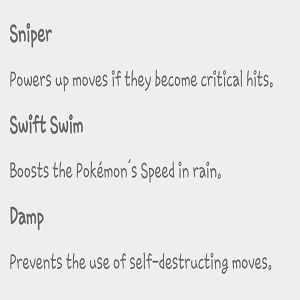 Sniper
Powers up moves if they become critical hits。
Swift Swim
Boosts the Pokémon´s Speed in rain。
Damp
Prevents the use of self-destructing moves。